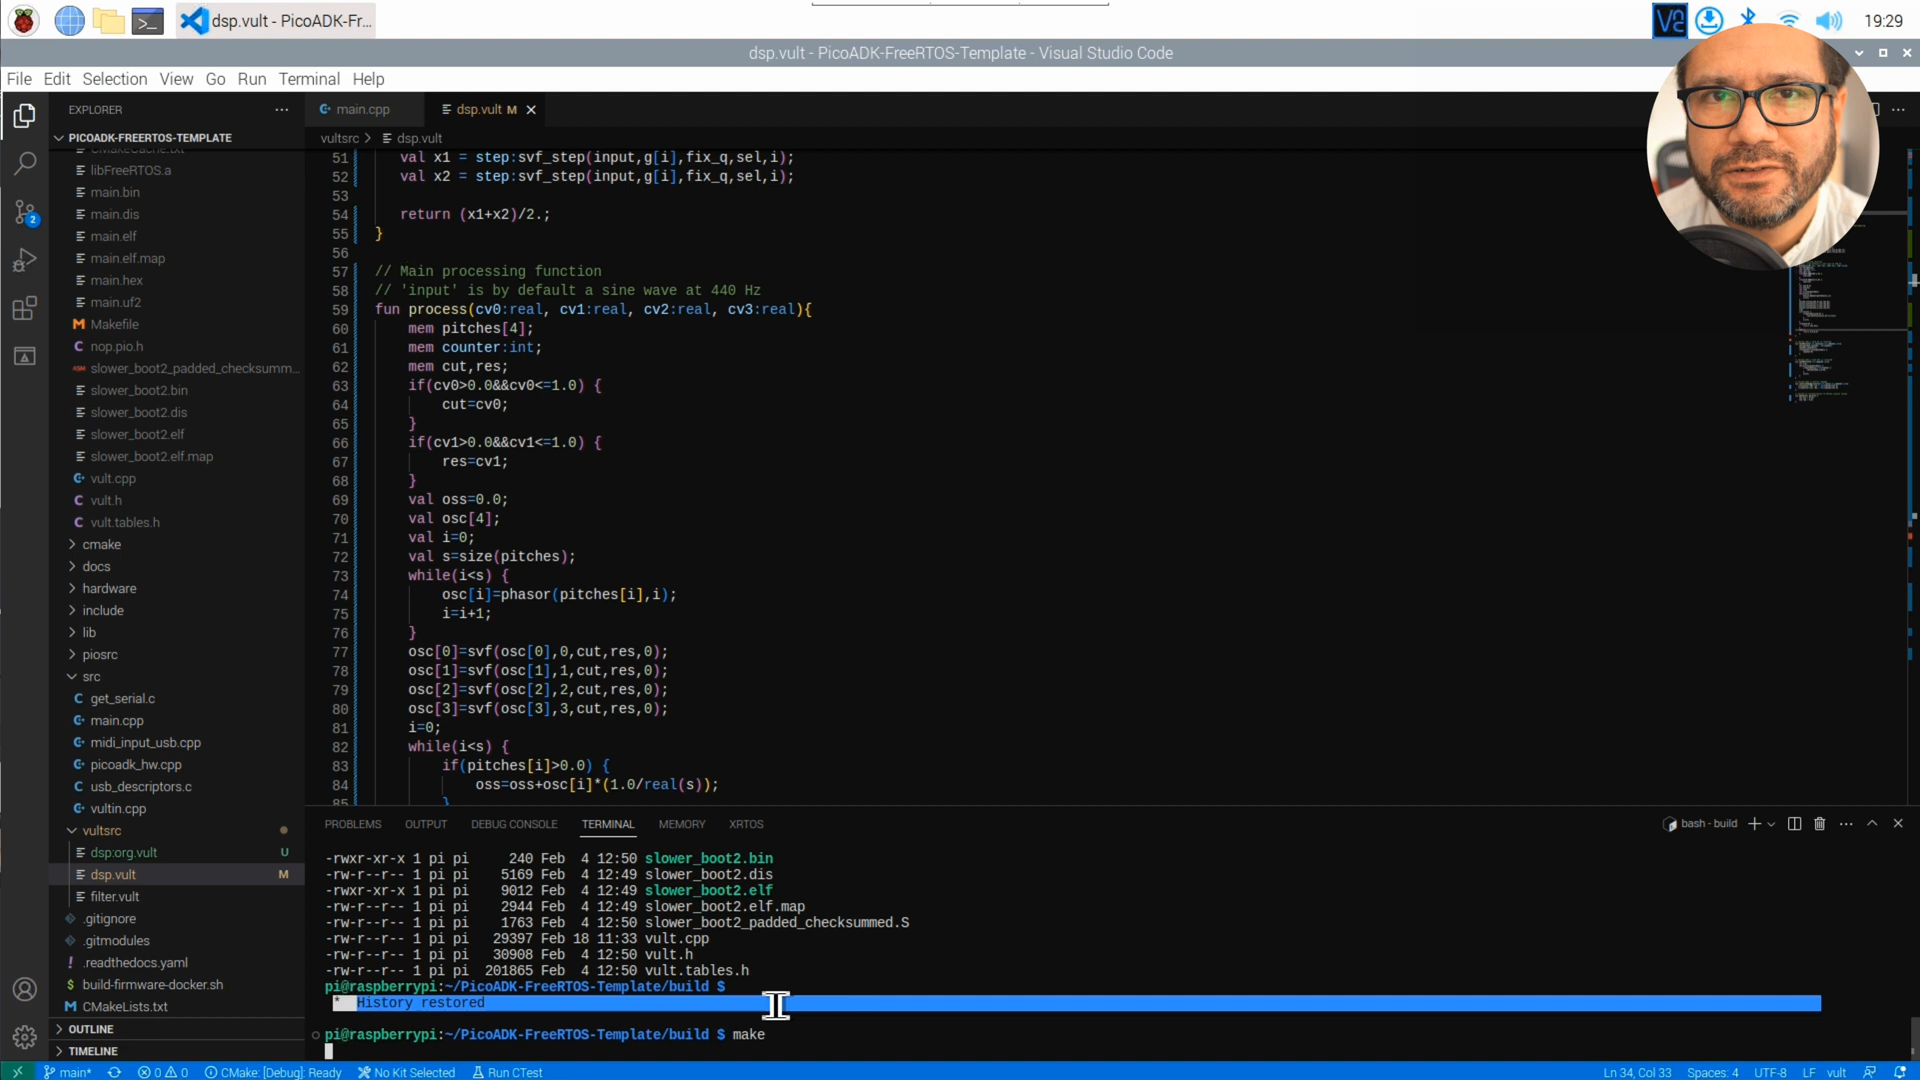 dsp.vult - PicoADK-Fr...
19:29
dsp.vult - PicoADK-FreeRTOS-Template - Visual Studio Code
File Edit Selection View Go Run Terminal Help
EXPLORER
PICOADK-FREERTOS-TEMPLATE
CMakeCache.txt
libFreeRTOS.a
main.bin
main.dis
main.elf
main.elf.map
main.hex
main.uf2
Makefile
nop.pio.h
slower_boot2_padded_checksumm...
slower_boot2.bin
slower_boot2.dis
slower_boot2.elf
slower_boot2.elf.map
vult.cpp
vult.h
vult.tables.h
cmake
docs
hardware
include
lib
piosrc
src
get_serial.c
main.cpp
midi_input_usb.cpp
picoadk_hw.cpp
usb_descriptors.c
vultin.cpp
vultsrc
dsp:org.vult U
dsp.vult M
filter.vult
.gitignore
.gitmodules
.readthedocs.yaml
build-firmware-docker.sh
CMakeLists.txt
OUTLINE
TIMELINE
main.cpp
dsp.vult M
vultsrc > dsp.vult
51 val x1 = step:svf_step(input,g[i],fix_q,sel,i);
52 val x2 = step:svf_step(input,g[i],fix_q,sel,i);
53
54 return (x1+x2)/2.;
55 }
56
57 // Main processing function
58 // 'input' is by default a sine wave at 440 Hz
59 fun process(cv0:real, cv1:real, cv2:real, cv3:real){
60 mem pitches[4];
61 mem counter:int;
62 mem cut,res;
63 if(cv0>0.0&&cv0<=1.0) {
64 cut=cv0;
65 }
66 if(cv1>0.0&&cv1<=1.0) {
67 res=cv1;
68 }
69 val oss=0.0;
70 val osc[4];
71 val i=0;
72 val s=size(pitches);
73 while(i<s) {
74 osc[i]=phasor(pitches[i],i);
75 i=i+1;
76 }
77 osc[0]=svf(osc[0],0,cut,res,0);
78 osc[1]=svf(osc[1],1,cut,res,0);
79 osc[2]=svf(osc[2],2,cut,res,0);
80 osc[3]=svf(osc[3],3,cut,res,0);
81 i=0;
82 while(i<s) {
83 if(pitches[i]>0.0) {
84 oss=oss+osc[i]*(1.0/real(s));
85 }
PROBLEMS OUTPUT DEBUG CONSOLE TERMINAL MEMORY XRTOS
bash - build
-rwxr-xr-x 1 pi pi 240 Feb 4 12:50 slower_boot2.bin
-rw-r--r-- 1 pi pi 5169 Feb 4 12:49 slower_boot2.dis
-rwxr-xr-x 1 pi pi 9012 Feb 4 12:49 slower_boot2.elf
-rw-r--r-- 1 pi pi 2944 Feb 4 12:49 slower_boot2.elf.map
-rw-r--r-- 1 pi pi 1763 Feb 4 12:50 slower_boot2_padded_checksummed.S
-rw-r--r-- 1 pi pi 29397 Feb 18 11:33 vult.cpp
-rw-r--r-- 1 pi pi 30908 Feb 4 12:50 vult.h
-rw-r--r-- 1 pi pi 201865 Feb 4 12:50 vult.tables.h
pi@raspberrypi:~/PicoADK-FreeRTOS-Template/build $
* History restored
pi@raspberrypi:~/PicoADK-FreeRTOS-Template/build $ make
main* 0 0 CMake: [Debug]: Ready No Kit Selected Run CTest
Ln 34, Col 33 Spaces: 4 UTF-8 LF vult